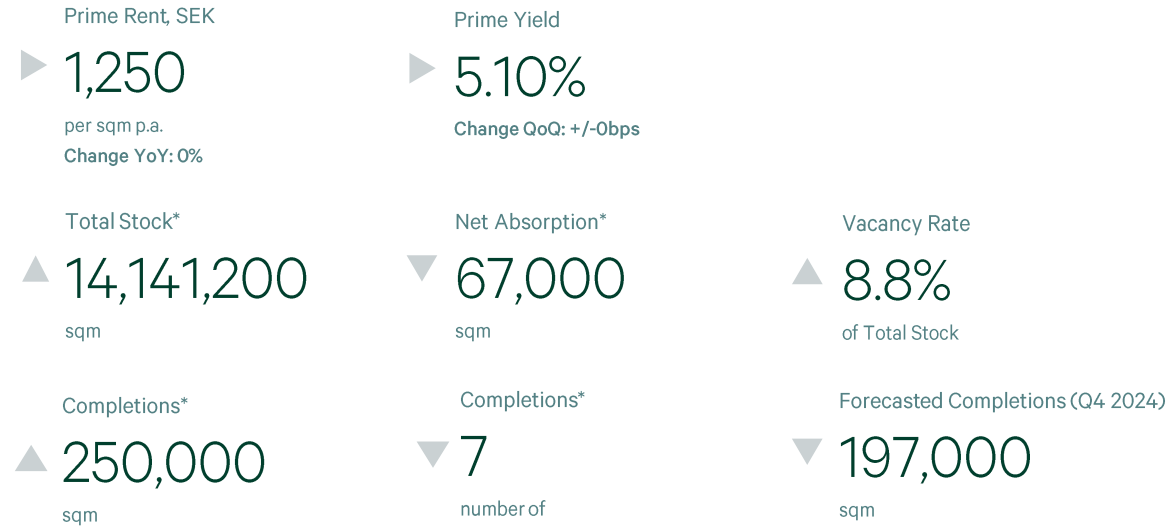 Prime Rent, SEK
1,250
per sqm p.a.
Change YoY: 0%
Prime Yield
5.10%
Change QoQ: +/-0bps
Total Stock*
14,141,200
sqm
Net Absorption*
67,000
sqm
Vacancy Rate
8.8%
of Total Stock
Completions*
250,000
sqm
Completions*
7
number of
Forecasted Completions (Q4 2024)
197,000
sqm